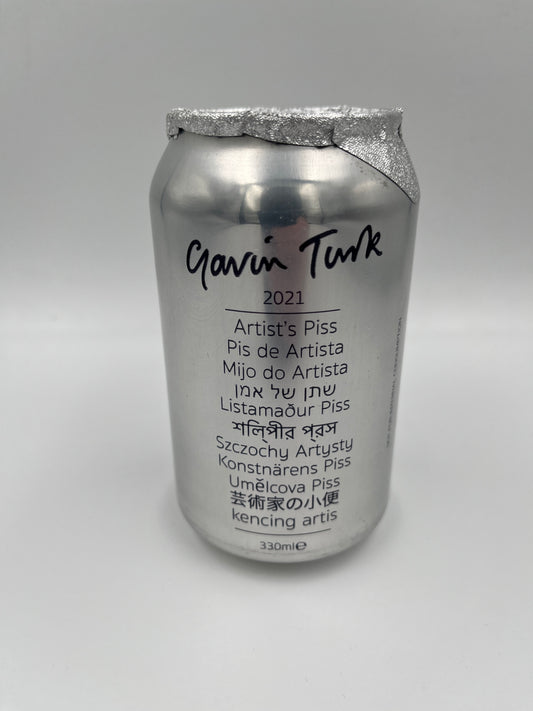 Gavin Turk
2021
Artist's Piss
Pis de Artista
Mijo do Artista
שתן של אמן
Listamaður Piss
শিল্পীর প্রস
Szczochy Artysty
Konstnärens Piss
Umělcova Piss
芸術家の小便
kencing artis
330ml℮